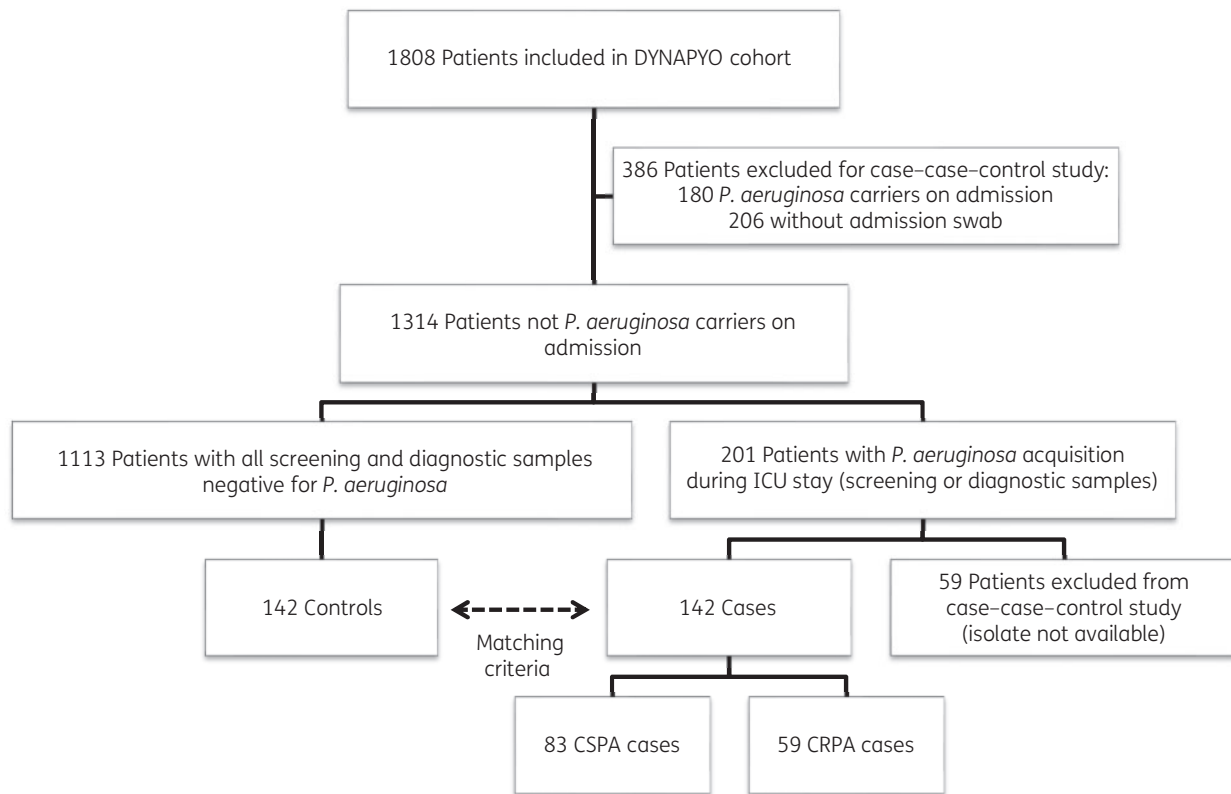 1808 Patients included in DYNAPYO cohort
386 Patients excluded for case–case–control study:
180 P. aeruginosa carriers on admission
206 without admission swab
1314 Patients not P. aeruginosa carriers on
admission
1113 Patients with all screening and diagnostic samples
negative for P. aeruginosa
201 Patients with P. aeruginosa acquisition
during ICU stay (screening or diagnostic samples)
142 Controls
Matching
criteria
142 Cases
59 Patients excluded from
case–case–control study
(isolate not available)
83 CSPA cases
59 CRPA cases